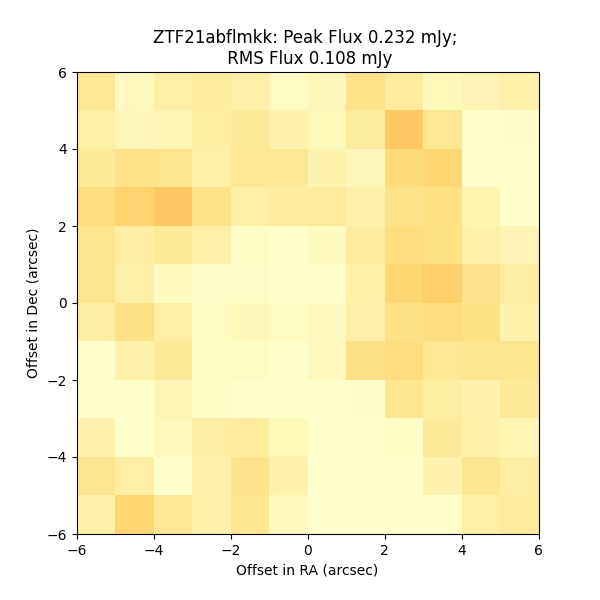 ZTF21abflmkk: Peak Flux 0.232 mJy;
RMS Flux 0.108 mJy
6
4
2
0
−2
−4
−6
Offset in Dec (arcsec)
−6 −4 −2 0 2 4 6
Offset in RA (arcsec)